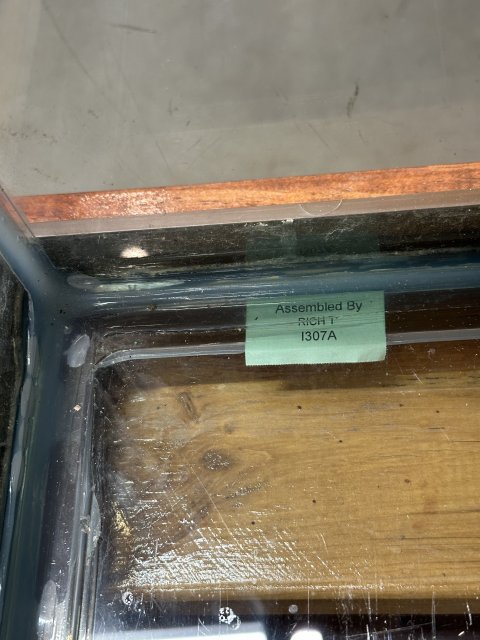 Assembled By
RICH T
I307A